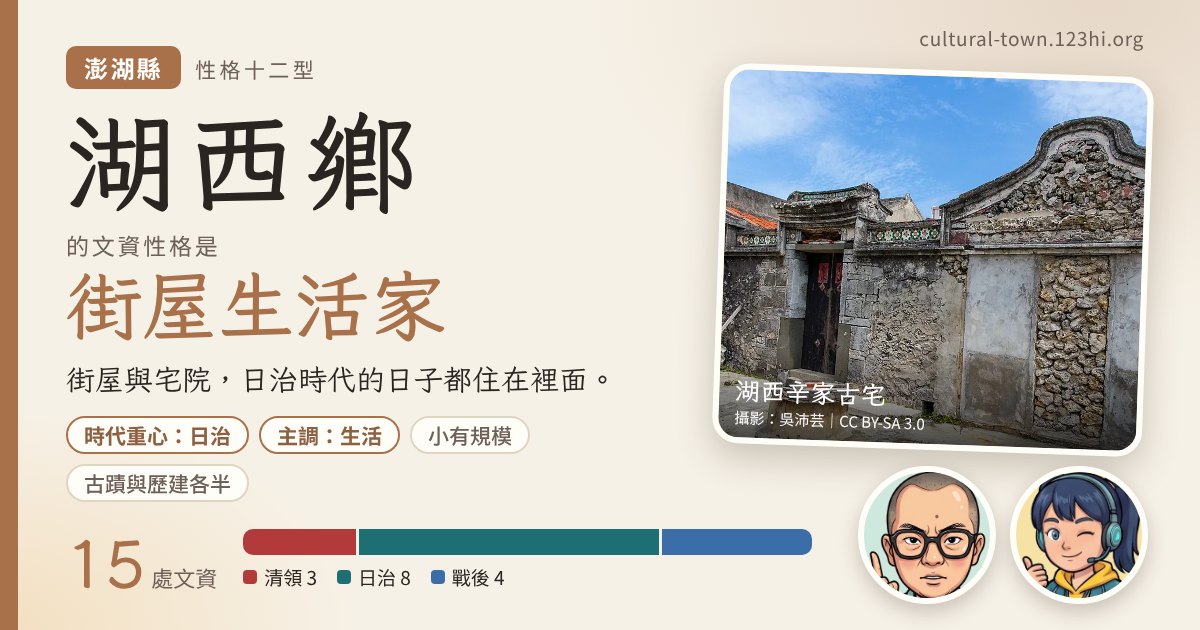 cultural-town.123hi.org
澎湖縣 性格十二型
湖西鄉
的文資性格是
街屋生活家
街屋與宅院，日治時代的日子都住在裡面。
時代重心：日治 主調：生活 小有規模
古蹟與歷建各半
15 處文資
清領 3 日治 8 戰後 4
湖西辛家古宅
攝影：吳沛芸｜CC BY-SA 3.0